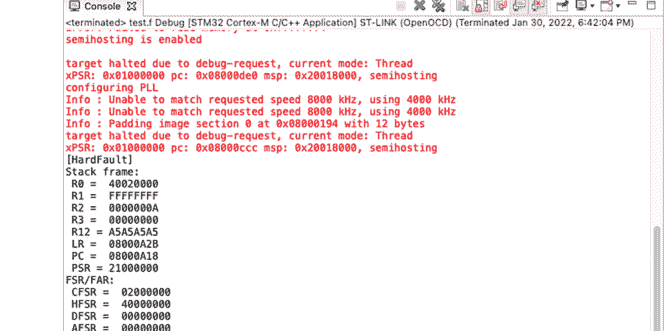 Console
<terminated> test.f Debug [STM32 Cortex-M C/C++ Application] ST-LINK (OpenOCD) (Terminated Jan 30, 2022, 6:42:04 PM)
semihosting is enabled
target halted due to debug-request, current mode: Thread
xPSR: 0x01000000 pc: 0x08000de0 msp: 0x20018000, semihosting
configuring PLL
Info : Unable to match requested speed 8000 kHz, using 4000 kHz
Info : Unable to match requested speed 8000 kHz, using 4000 kHz
Info : Padding image section 0 at 0x08000194 with 12 bytes
target halted due to debug-request, current mode: Thread
xPSR: 0x01000000 pc: 0x08000ccc msp: 0x20018000, semihosting
[HardFault]
Stack frame:
R0 = 40020000
R1 = FFFFFFFF
R2 = 0000000A
R3 = 00000000
R12 = A5A5A5A5
LR = 08000A2B
PC = 08000A18
PSR = 21000000
FSR/FAR:
CFSR = 02000000
HFSR = 40000000
DFSR = 00000000
AFSR = 00000000